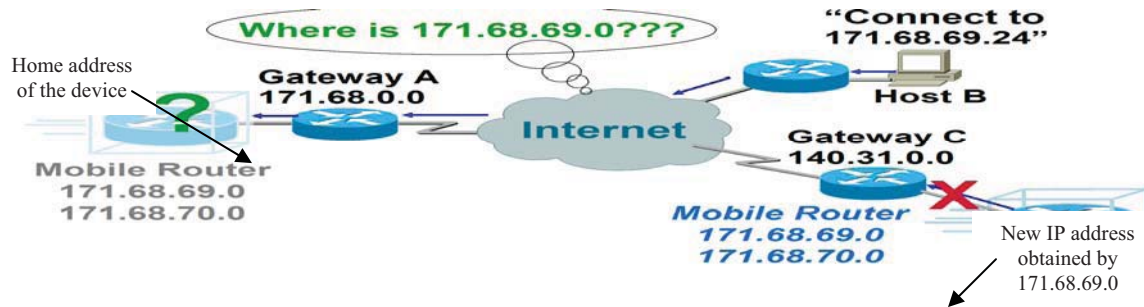 Where is 171.68.69.0???
"Connect to
171.68.69.24"
Home address
of the device
Gateway A
171.68.0.0
?
Host B
Internet
Gateway C
140.31.0.0
Mobile Router
171.68.69.0
171.68.70.0
Mobile Router
171.68.69.0
171.68.70.0
New IP address
obtained by
171.68.69.0